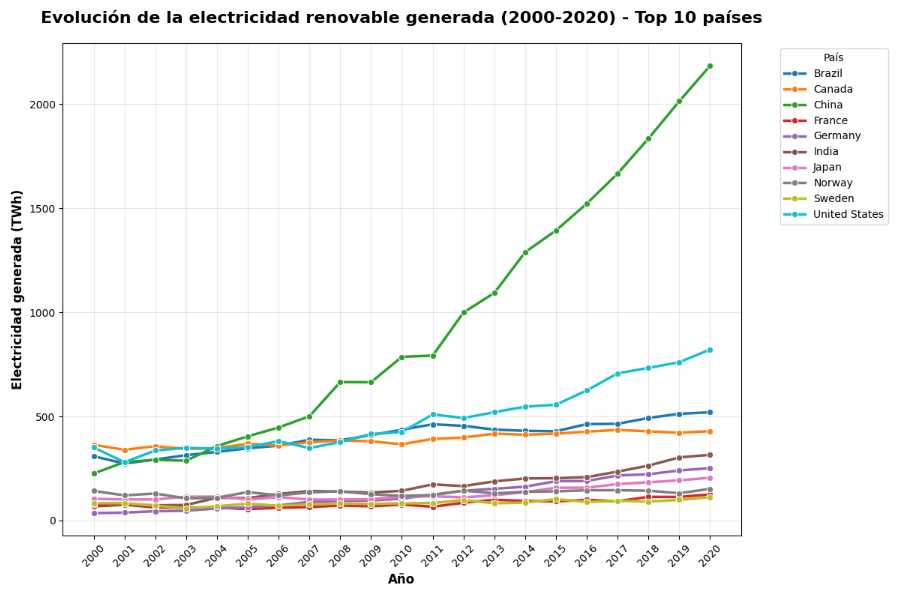 Evolución de la electricidad renovable generada (2000-2020) - Top 10 países
Electricidad generada (TWh)
2000
1500
1000
500
0
2000
2001
2002
2003
2004
2005
2006
2007
2008
2009
2010
2011
2012
2013
2014
2015
2016
2017
2018
2019
2020
Año
País
Brazil
Canada
China
France
Germany
India
Japan
Norway
Sweden
United States